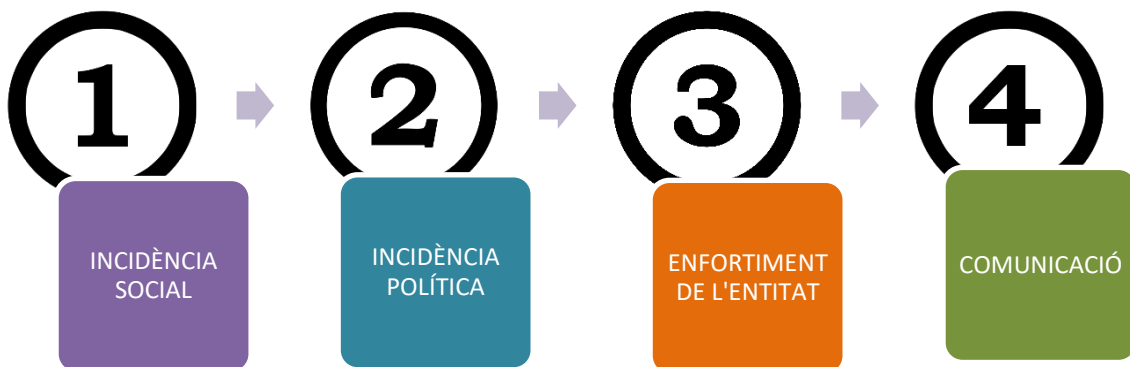 1
2
3
4
INCIDÈNCIA
SOCIAL
INCIDÈNCIA
POLÍTICA
ENFORTIMENT
DE L'ENTITAT
COMUNICACIÓ